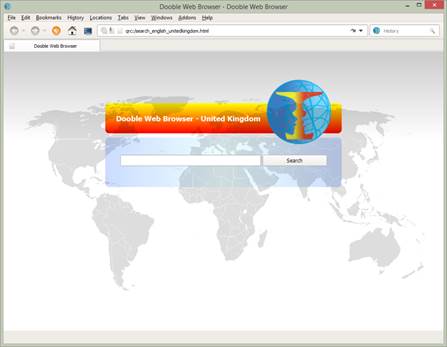 Dooble Web Browser - Dooble Web Browser
File Edit Bookmarks History Locations Tabs View Windows Help
qrc:/search_english_unitedkingdom.html
History
Dooble Web Browser
Dooble Web Browser - United Kingdom
Search